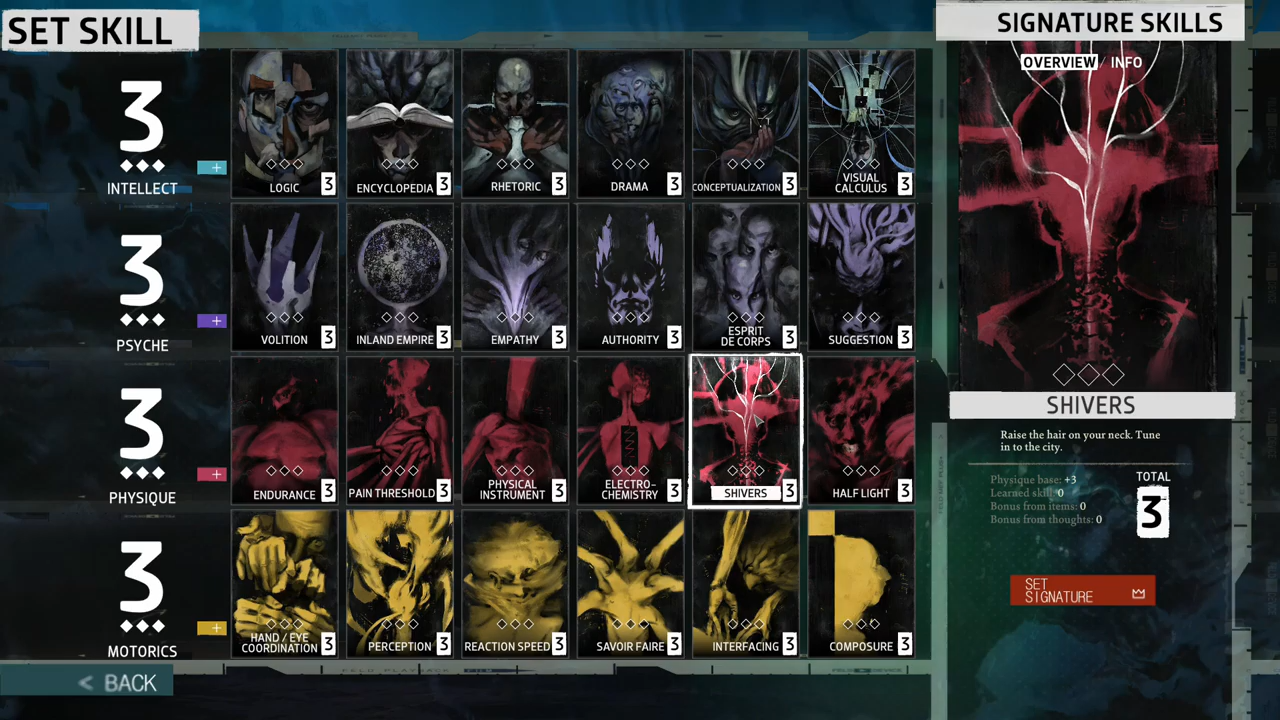 SET SKILL
SIGNATURE SKILLS
OVERVIEW / INFO
3
INTELLECT
+
LOGIC 3
ENCYCLOPEDIA 3
RHETORIC 3
DRAMA 3
CONCEPTUALIZATION 3
VISUAL
CALCULUS 3
3
PSYCHE
+
VOLITION 3
INLAND EMPIRE 3
EMPATHY 3
AUTHORITY 3
ESPRIT
DE CORPS 3
SUGGESTION 3
3
PHYSIQUE
+
ENDURANCE 3
PAIN THRESHOLD 3
PHYSICAL
INSTRUMENT 3
ELECTRO-
CHEMISTRY 3
SHIVERS 3
HALF LIGHT 3
3
MOTORICS
+
HAND / EYE
COORDINATION 3
PERCEPTION 3
REACTION SPEED 3
SAVOIR FAIRE 3
INTERFACING 3
COMPOSURE 3
SHIVERS
Raise the hair on your neck. Tune
in to the city.
Physique base: +3
Learned skill: 0
Bonus from items: 0
Bonus from thoughts: 0
TOTAL
3
SET
SIGNATURE
< BACK